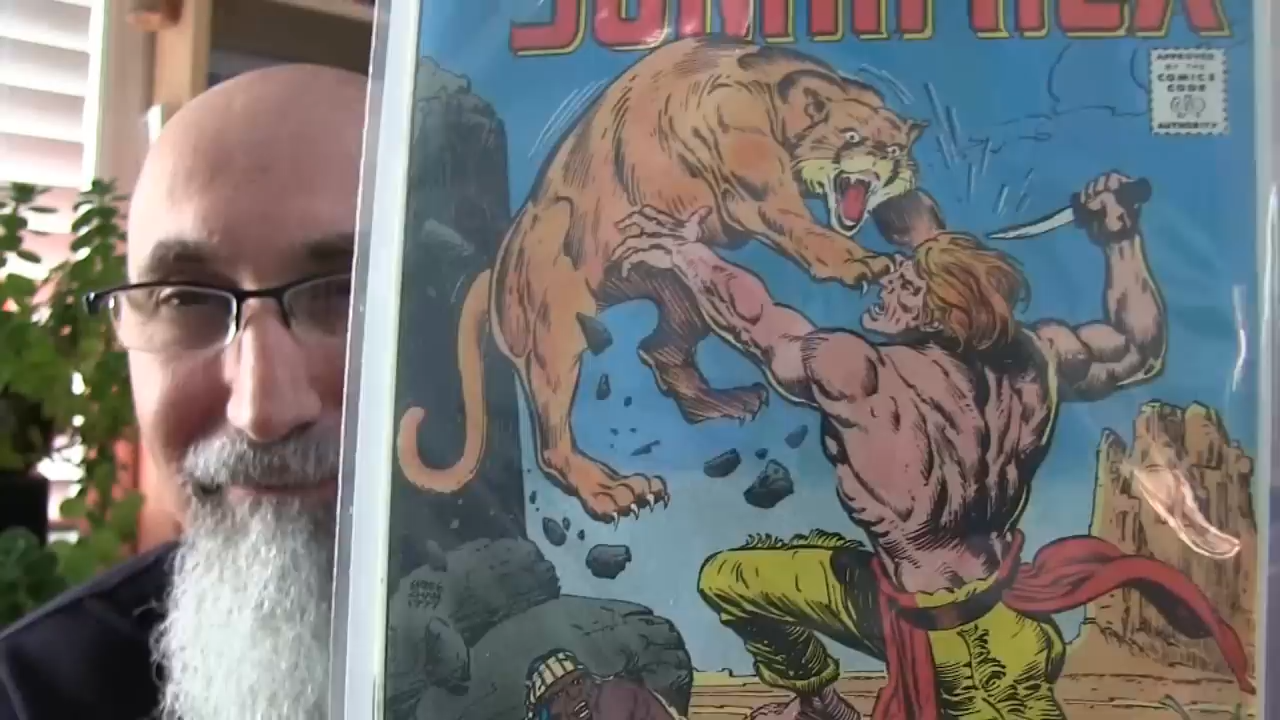 JONAH HEX
APPROVED
BY THE
COMICS
CODE
AUTHORITY